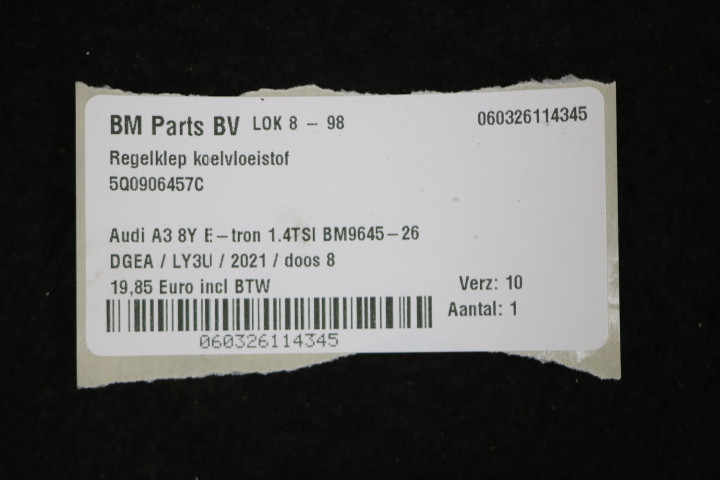 BM Parts BV LOK 8 - 98
060326114345
Regelklep koelvloeistof
5Q0906457C
Audi A3 8Y E-tron 1.4TSI BM9645-26
DGEA / LY3U / 2021 / doos 8
19,85 Euro incl BTW
Verz: 10
Aantal: 1
060326114345